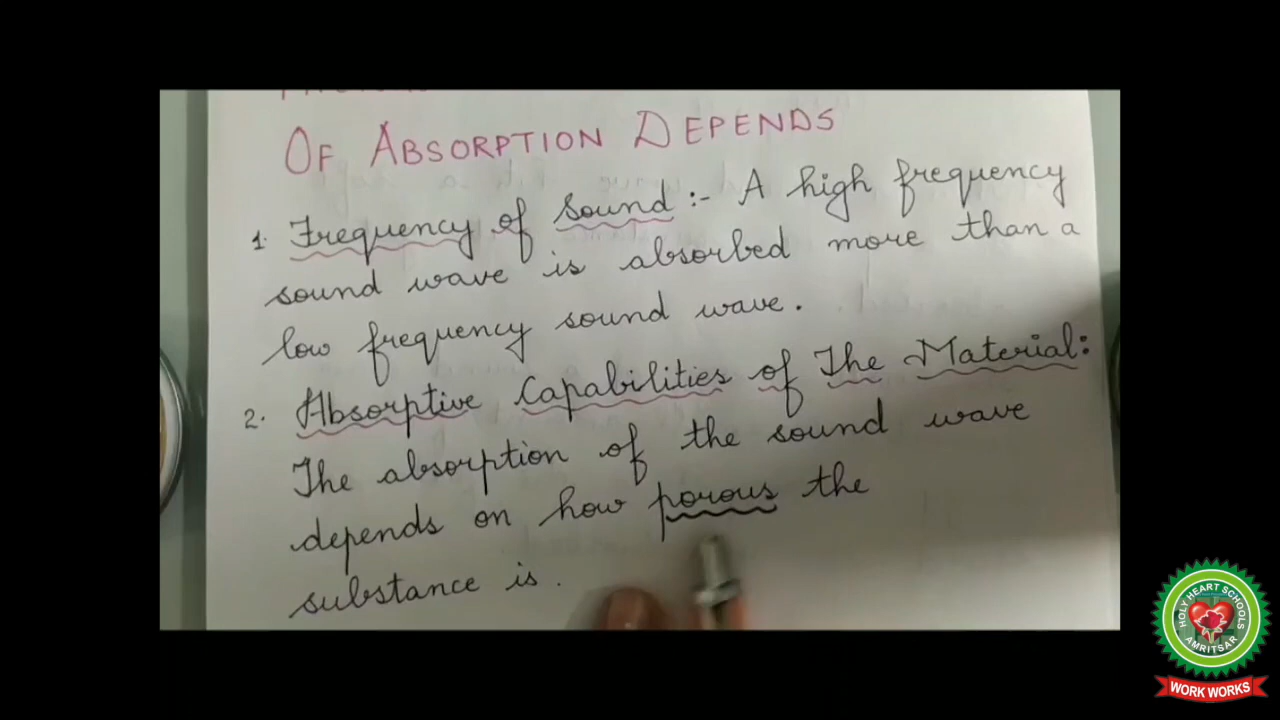 OF ABSORPTION DEPENDS
1. Frequency of Sound :- A high frequency
sound wave is absorbed more than a
low frequency sound wave.
2. Absorptive Capabilities of The Material:
The absorption of the sound wave
depends on how porous the
substance is.
HOLY HEART SCHOOLS
AMRITSAR
WORK WORKS